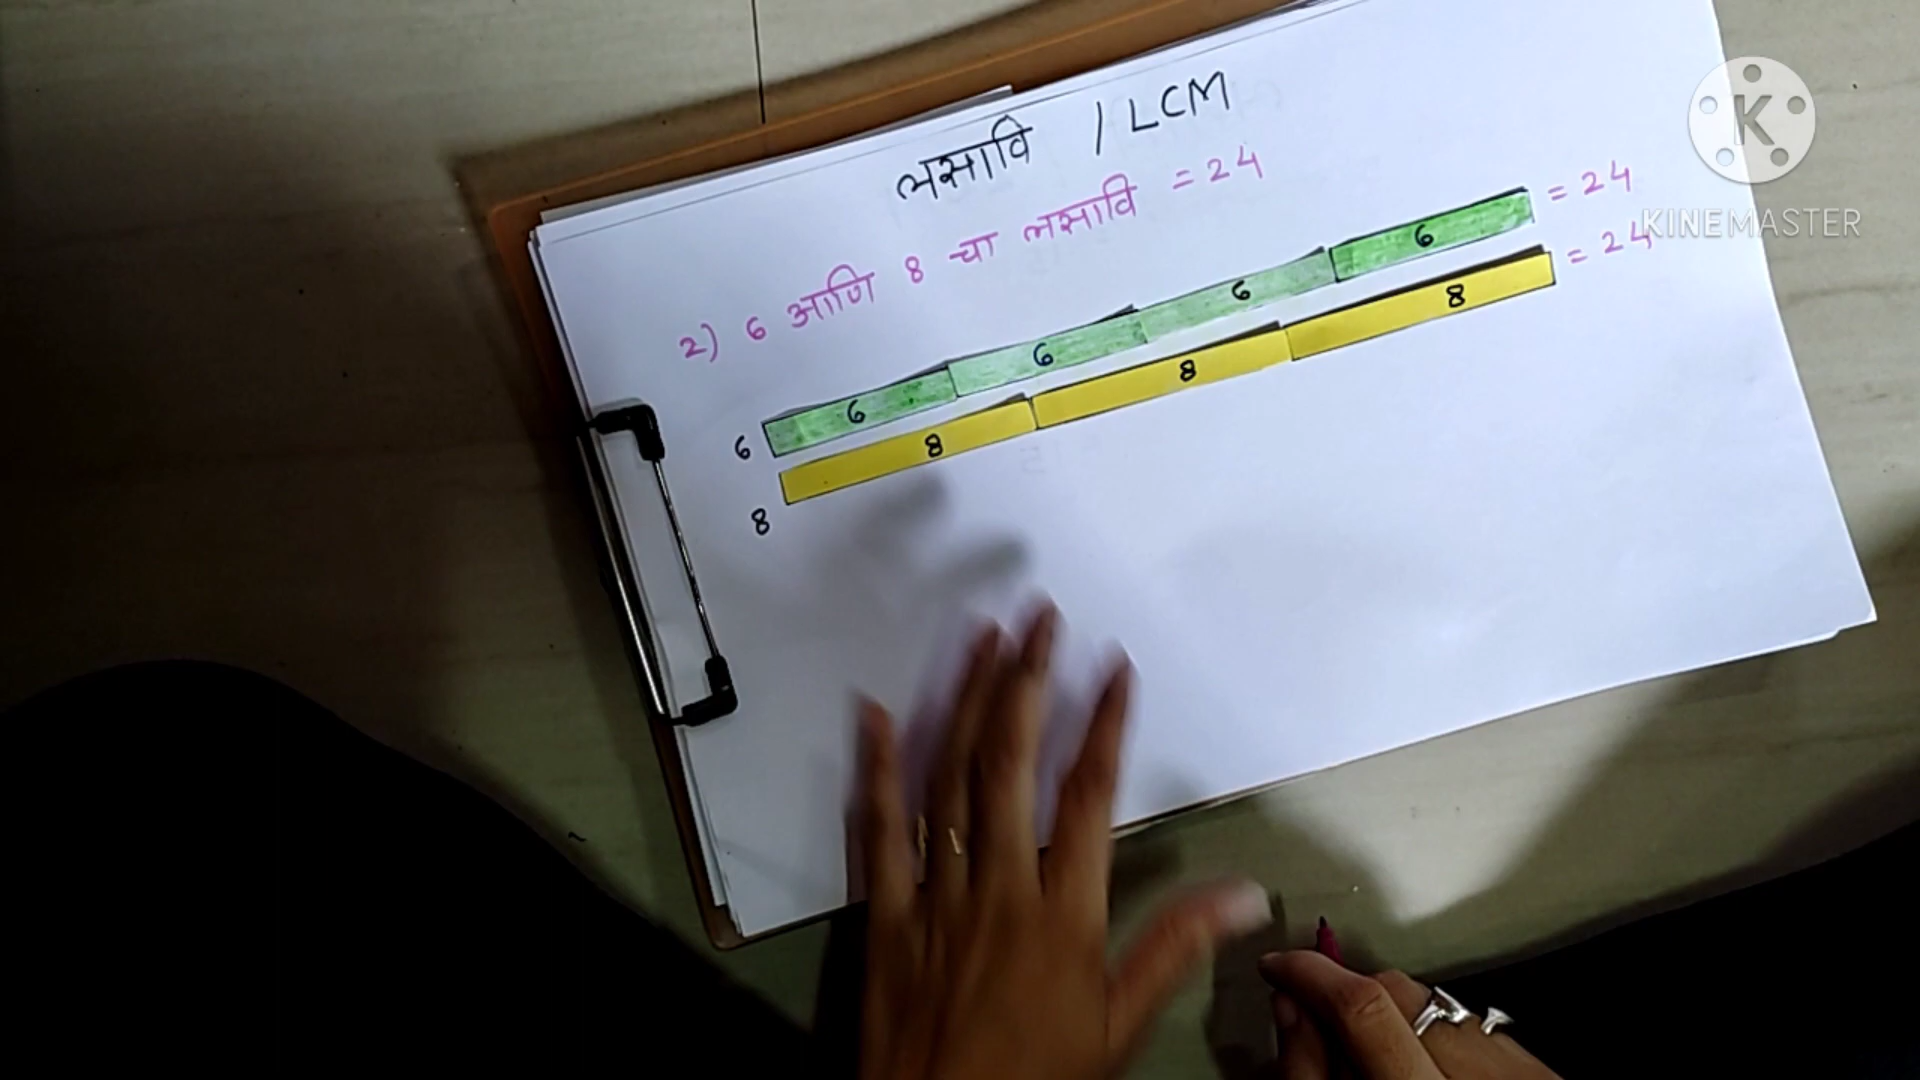 लसावि / LCM
2) 6 आणि 8 चा लसावि = 24
6 6 6 6 6 = 24
8 8 8 8 = 24
K
KINEMASTER